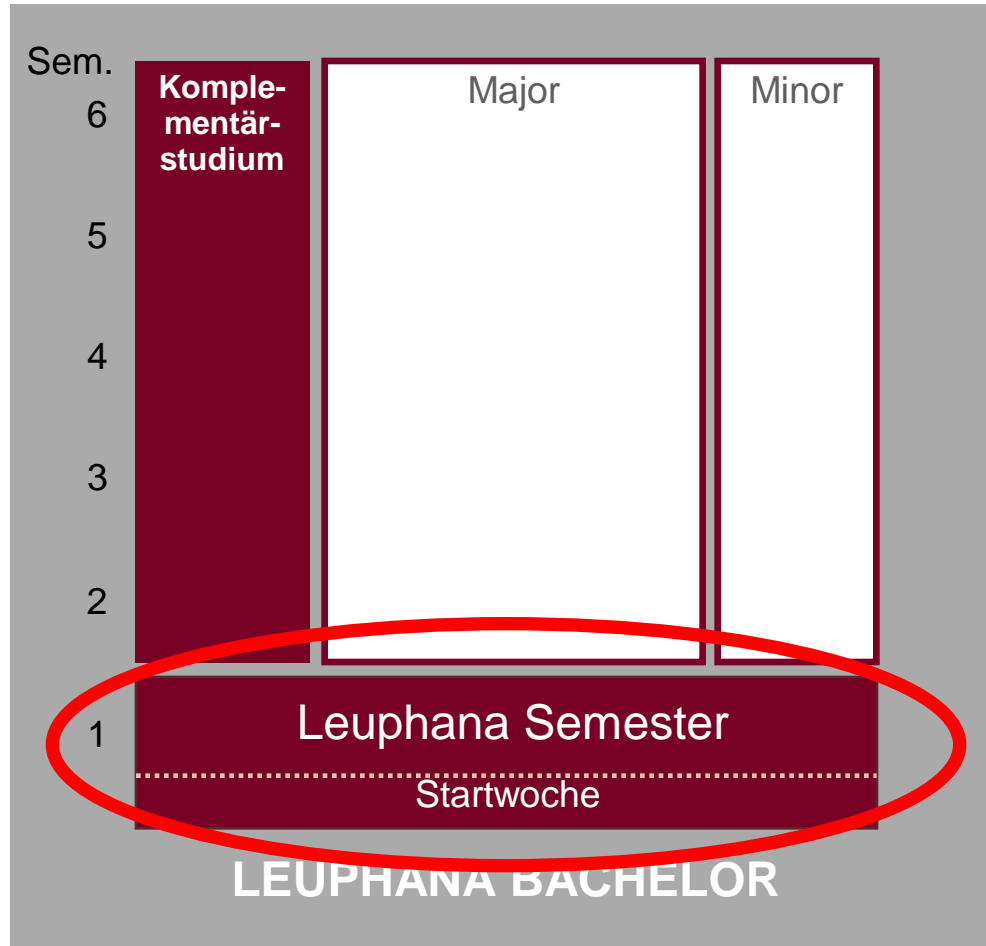 Sem.
6
5
4
3
2
1
Komple-
mentär-
studium
Major
Minor
Leuphana Semester
Startwoche
LEUPHANA BACHELOR